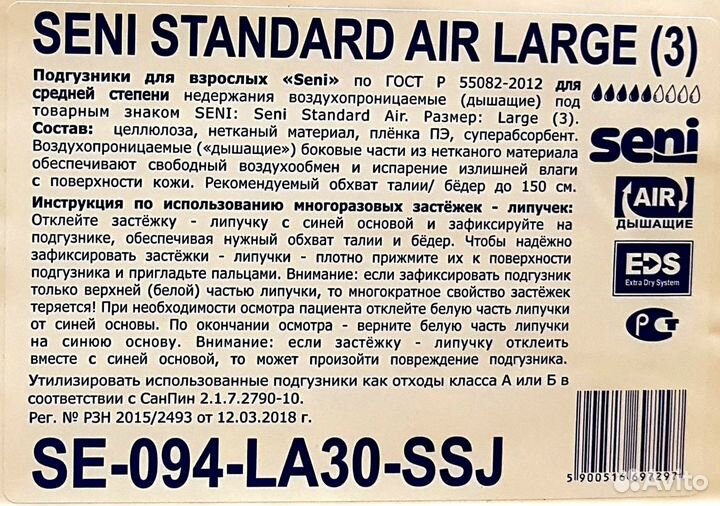 SENI STANDARD AIR LARGE (3)
Подгузники для взрослых «Seni» по ГОСТ Р 55082-2012 для
средней степени недержания воздухопроницаемые (дышащие) под
товарным знаком SENI: Seni Standard Air. Размер: Large (3).
Состав: целлюлоза, нетканый материал, плёнка ПЭ, суперабсорбент.
Воздухопроницаемые («дышащие») боковые части из нетканого материала
обеспечивают свободный воздухообмен и испарение излишней влаги
с поверхности кожи. Рекомендуемый обхват талии/ бёдер до 150 см.
Инструкция по использованию многоразовых застёжек - липучек:
Отклейте застёжку - липучку с синей основой и зафиксируйте на
подгузнике, обеспечивая нужный обхват талии и бёдер. Чтобы надёжно
зафиксировать застёжки - липучки - плотно прижмите их к поверхности
подгузника и пригладьте пальцами. Внимание: если зафиксировать подгузник
только верхней (белой) частью липучки, то многократное свойство застёжек
теряется! При необходимости осмотра пациента отклейте белую часть липучки
от синей основы. По окончании осмотра - верните белую часть липучки
на синюю основу. Внимание: если застёжку - липучку отклеить
вместе с синей основой, то может произойти повреждение подгузника.
Утилизировать использованные подгузники как отходы класса А или Б в
соответствии с СанПин 2.1.7.2790-10.
Рег. № РЗН 2015/2493 от 12.03.2018 г.
SE-094-LA30-SSJ
seni
AIR
ДЫШАЩИЕ
EDS
Extra Dry System
РСТ
5 900516 697297
Avito